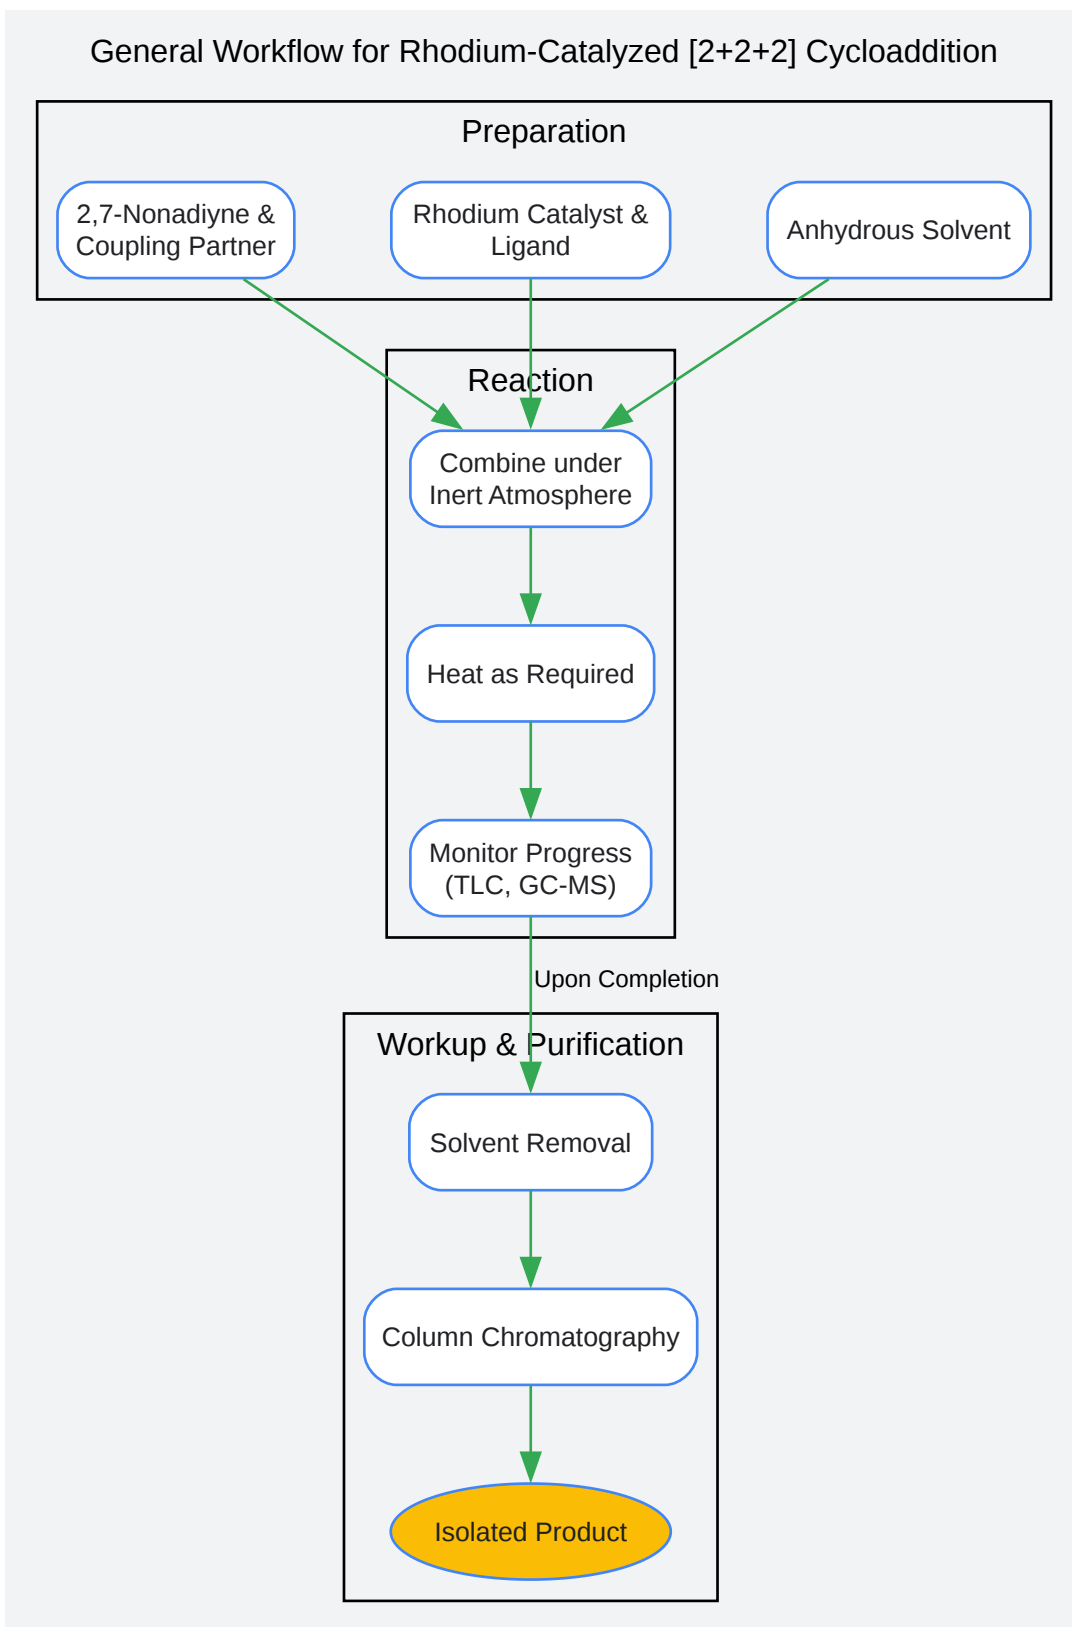 General Workflow for Rhodium-Catalyzed [2+2+2] Cycloaddition
Preparation
2,7-Nonadiyne &
Coupling Partner
Rhodium Catalyst &
Ligand
Anhydrous Solvent
Reaction
Combine under
Inert Atmosphere
Heat as Required
Monitor Progress
(TLC, GC-MS)
Upon Completion
Workup & Purification
Solvent Removal
Column Chromatography
Isolated Product